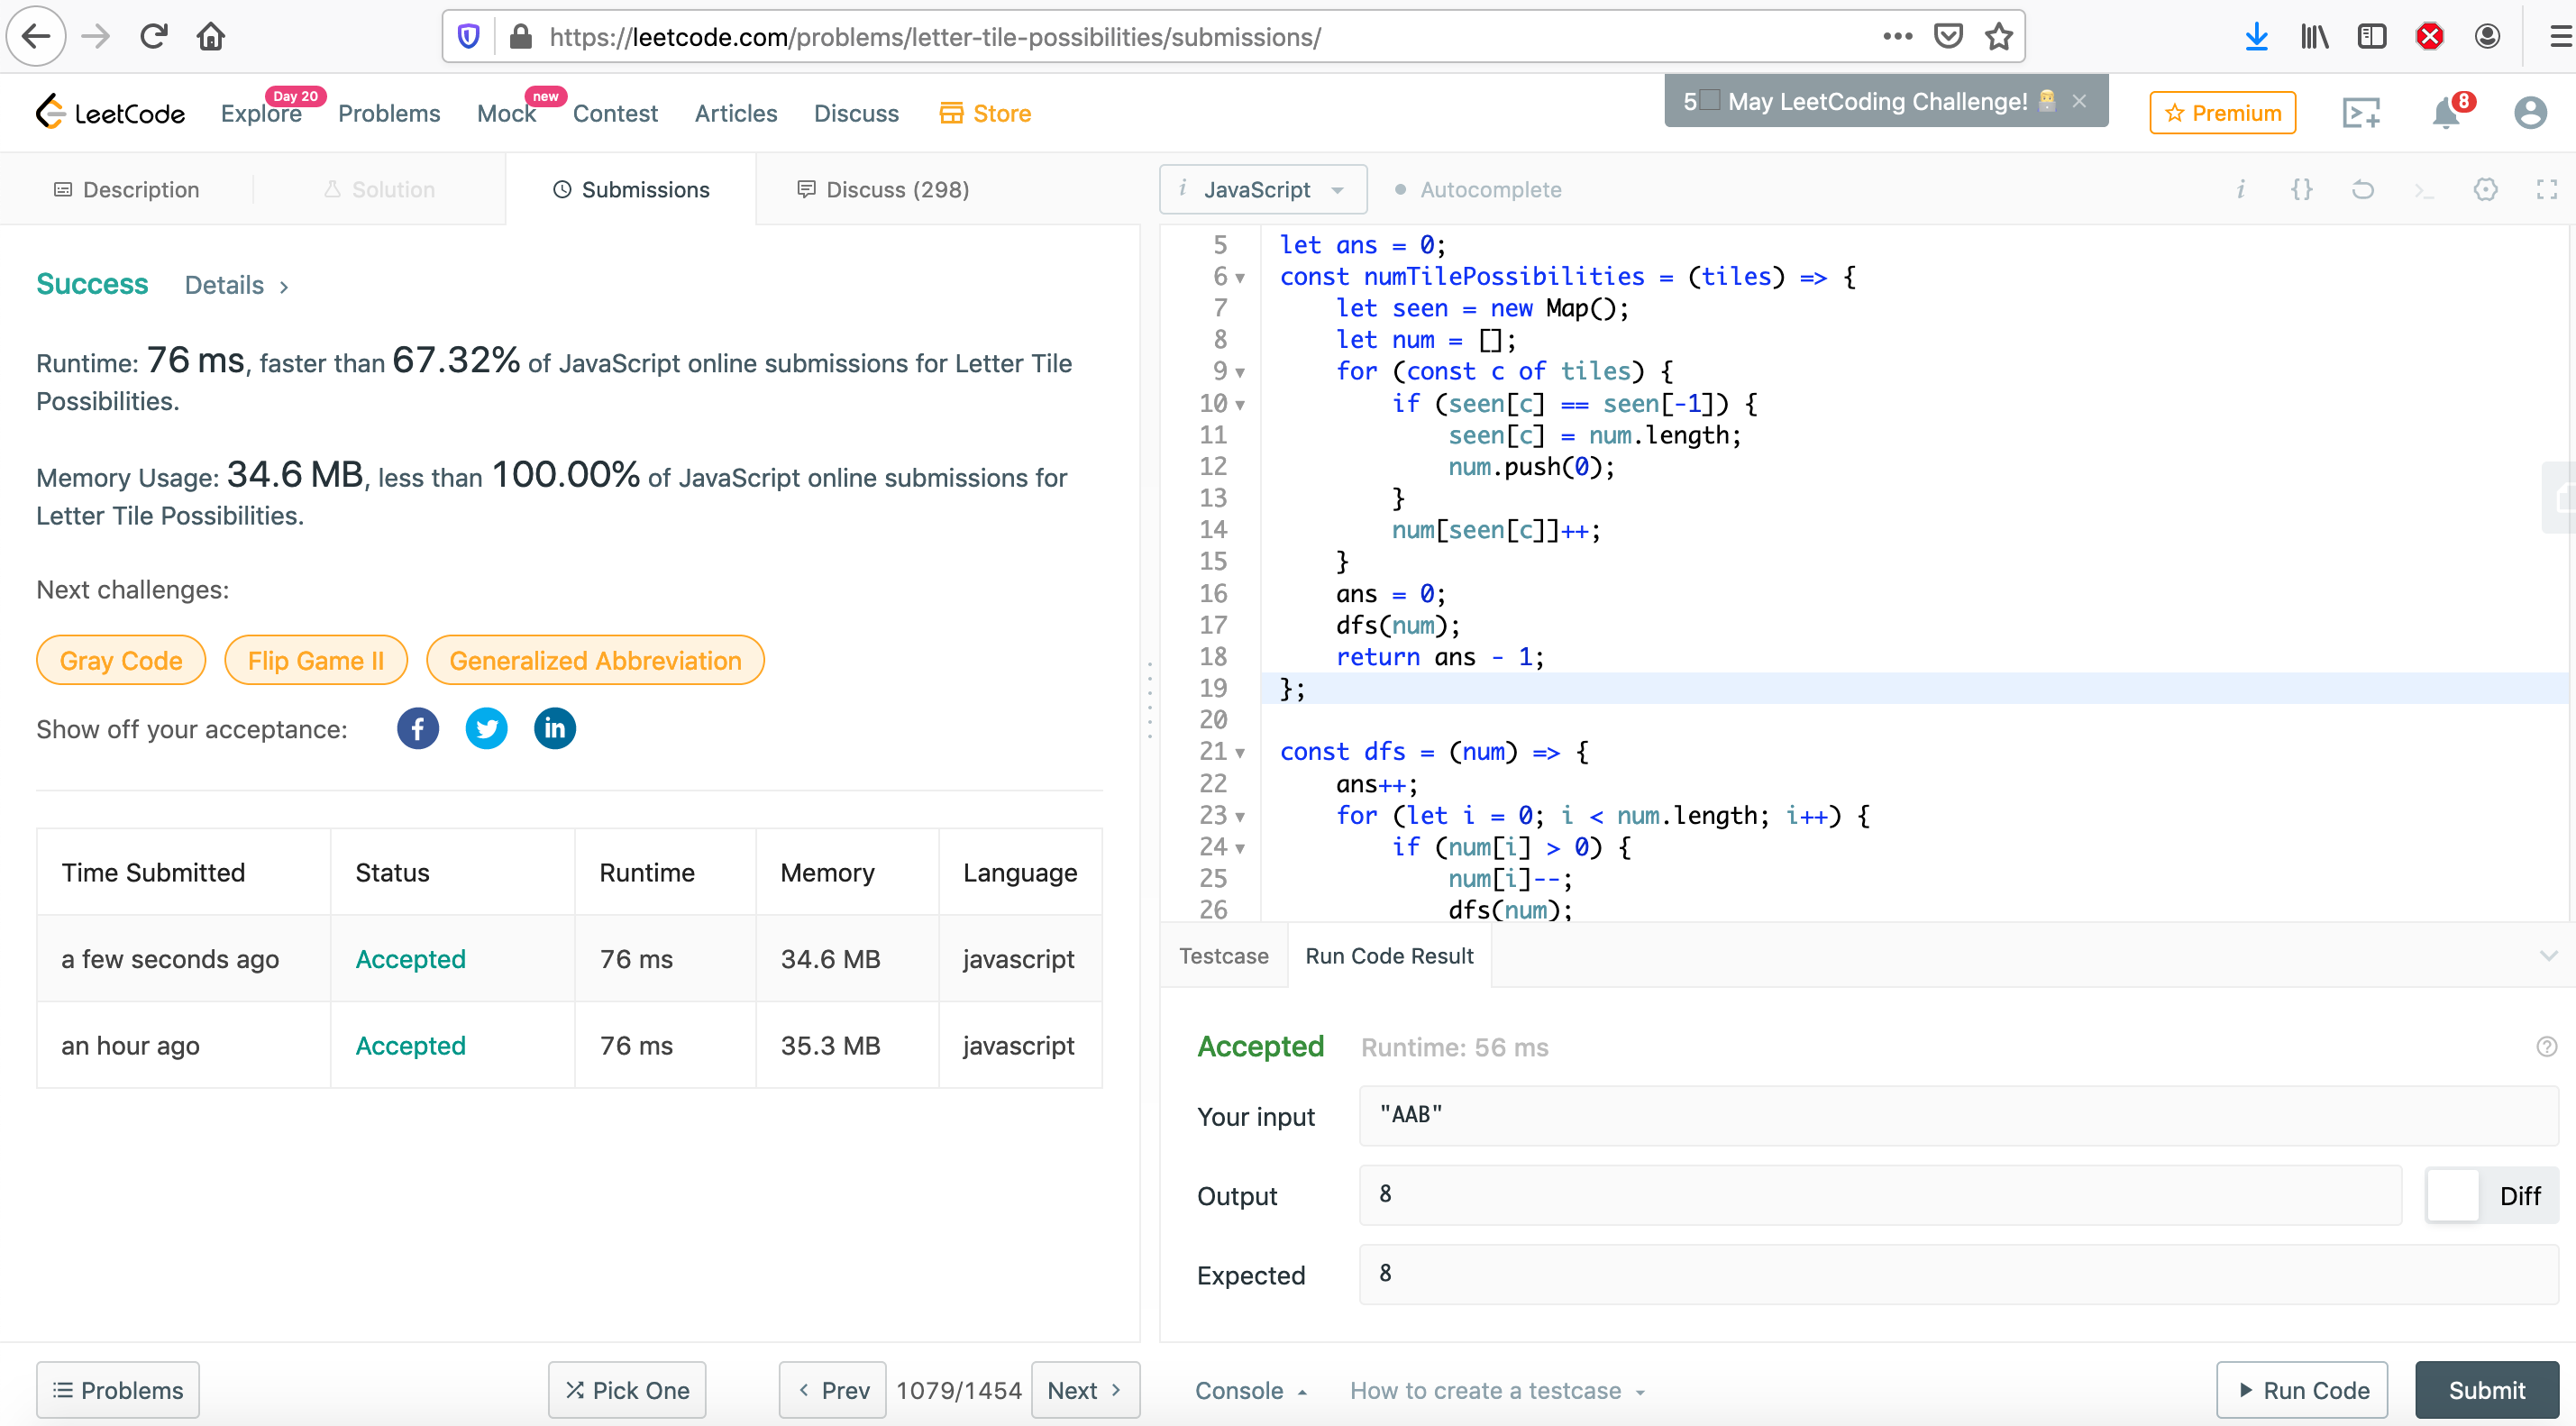 https://leetcode.com/problems/letter-tile-possibilities/submissions/
LeetCode
Explore
Day 20
Problems
Mock
new
Contest
Articles
Discuss
Store
5 May LeetCoding Challenge!
Premium
8
Description
Solution
Submissions
Discuss (298)
i JavaScript
Autocomplete
Success Details
Runtime: 76 ms, faster than 67.32% of JavaScript online submissions for Letter Tile
Possibilities.
Memory Usage: 34.6 MB, less than 100.00% of JavaScript online submissions for
Letter Tile Possibilities.
Next challenges:
Gray Code
Flip Game II
Generalized Abbreviation
Show off your acceptance:
Time Submitted Status Runtime Memory Language
a few seconds ago Accepted 76 ms 34.6 MB javascript
an hour ago Accepted 76 ms 35.3 MB javascript
5 let ans = 0;
6 const numTilePossibilities = (tiles) => {
7 let seen = new Map();
8 let num = [];
9 for (const c of tiles) {
10 if (seen[c] == seen[-1]) {
11 seen[c] = num.length;
12 num.push(0);
13 }
14 num[seen[c]]++;
15 }
16 ans = 0;
17 dfs(num);
18 return ans - 1;
19 };
20
21 const dfs = (num) => {
22 ans++;
23 for (let i = 0; i < num.length; i++) {
24 if (num[i] > 0) {
25 num[i]--;
26 dfs(num);
Testcase
Run Code Result
Accepted Runtime: 56 ms
Your input "AAB"
Output 8
Diff
Expected 8
Problems
Pick One
Prev
1079/1454
Next
Console
How to create a testcase
Run Code
Submit